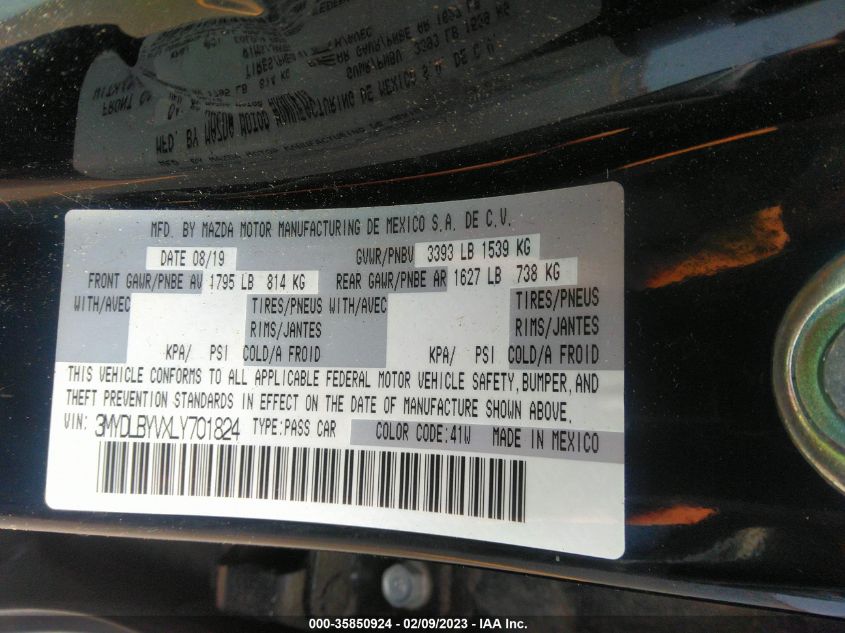 MFD. BY MAZDA MOTOR MANUFACTURING DE MEXICO S.A. DE C.V.
DATE 08/19 GVWR/PNBV 3393 LB 1539 KG
FRONT GAWR/PNBE AV 1795 LB 814 KG REAR GAWR/PNBE AR 1627 LB 738 KG
WITH/AVEC TIRES/PNEUS WITH/AVEC TIRES/PNEUS
RIMS/JANTES RIMS/JANTES
KPA/ PSI COLD/A FROID KPA/ PSI COLD/A FROID
THIS VEHICLE CONFORMS TO ALL APPLICABLE FEDERAL MOTOR VEHICLE SAFETY, BUMPER, AND
THEFT PREVENTION STANDARDS IN EFFECT ON THE DATE OF MANUFACTURE SHOWN ABOVE.
VIN: 3MYDLBYVXLY701824 TYPE:PASS CAR COLOR CODE:41W MADE IN MEXICO
000-35850924 - 02/09/2023 - IAA Inc.